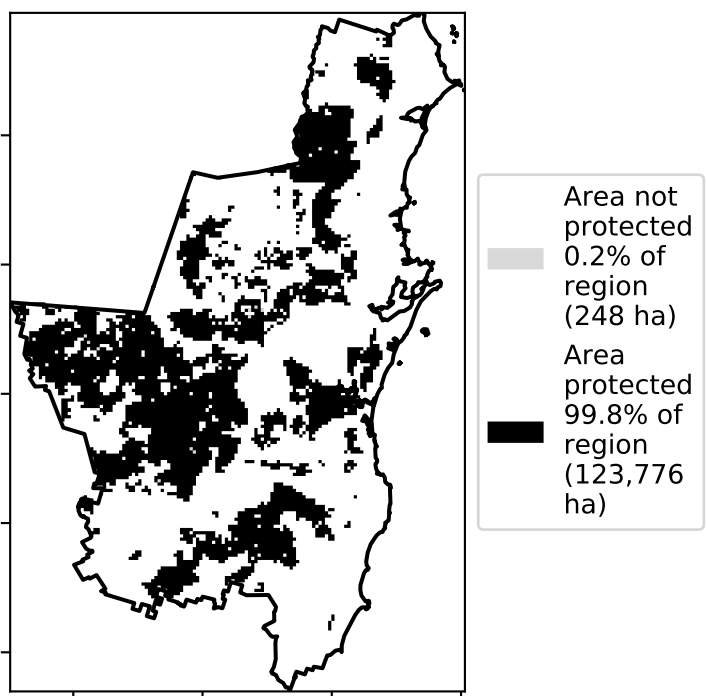 Area not
protected
0.2% of
region
(248 ha)
Area
protected
99.8% of
region
(123,776
ha)